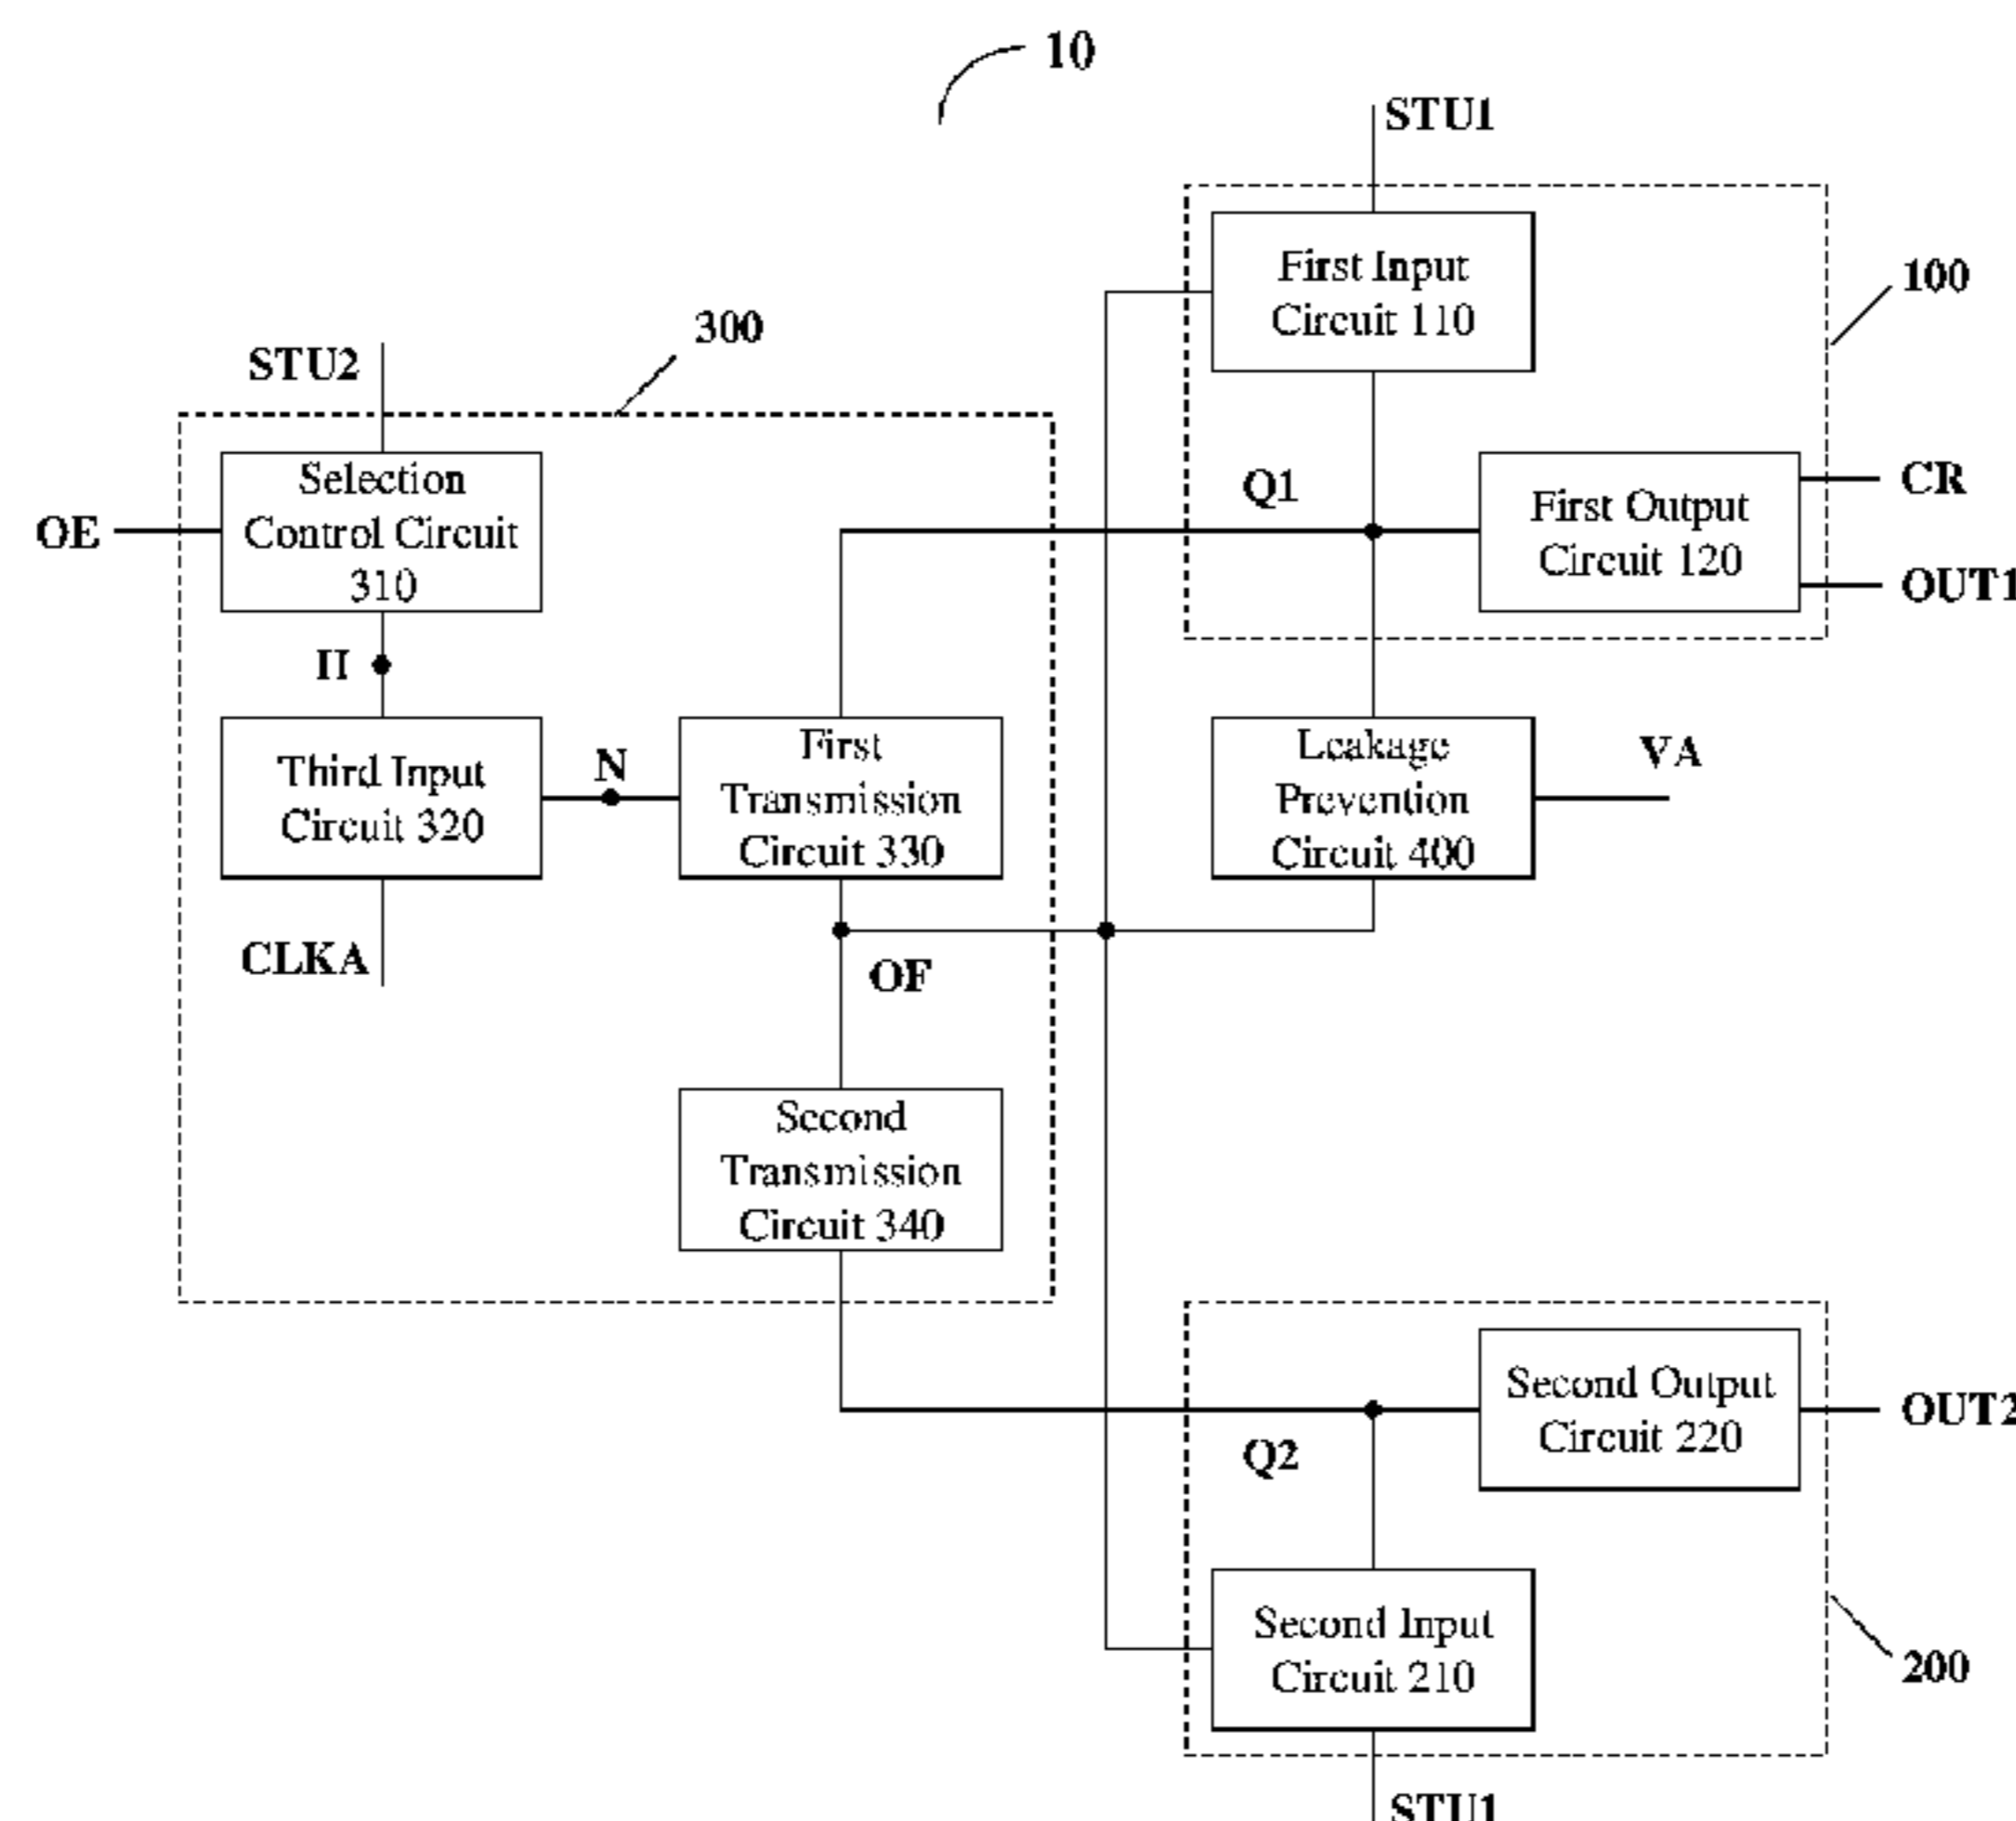 10
STU1
First Input
Circuit 110
100
300
STU2
Selection
Control Circuit
310
OE
Q1
First Output
Circuit 120
CR
OUT1
H
Third Input
Circuit 320
N
First
Transmission
Circuit 330
Leakage
Prevention
Circuit 400
VA
CLKA
OF
Second
Transmission
Circuit 340
Second Output
Circuit 220
OUT2
Q2
Second Input
Circuit 210
200
STU1